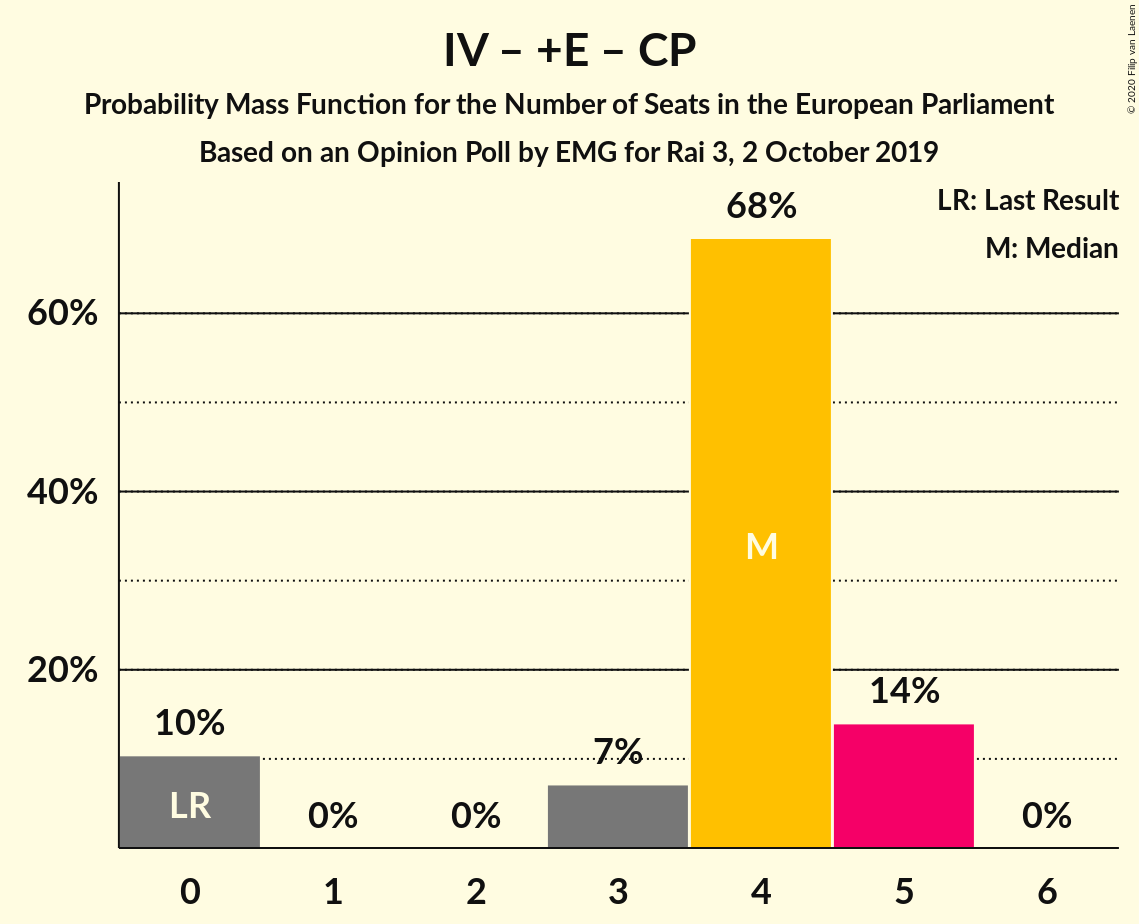 IV – +E – CP
Probability Mass Function for the Number of Seats in the European Parliament
Based on an Opinion Poll by EMG for Rai 3, 2 October 2019
© 2020 Filip van Laenen
LR: Last Result
M: Median
68%
60%
40%
M
20%
14%
10%
7%
LR
0%
0%
0%
0 1 2 3 4 5 6